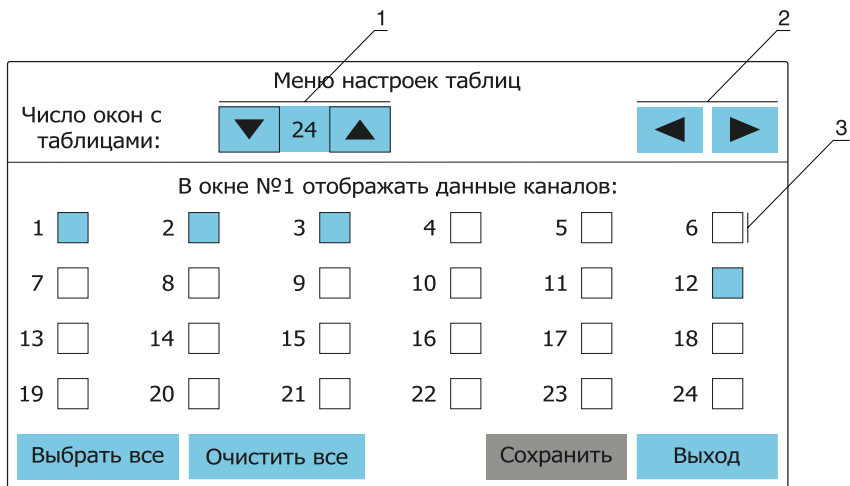 1 2
Меню настроек таблиц
Число окон с
таблицами:
24
3
В окне №1 отображать данные каналов:
1 2 3 4 5 6
7 8 9 10 11 12
13 14 15 16 17 18
19 20 21 22 23 24
Выбрать все Очистить все Сохранить Выход